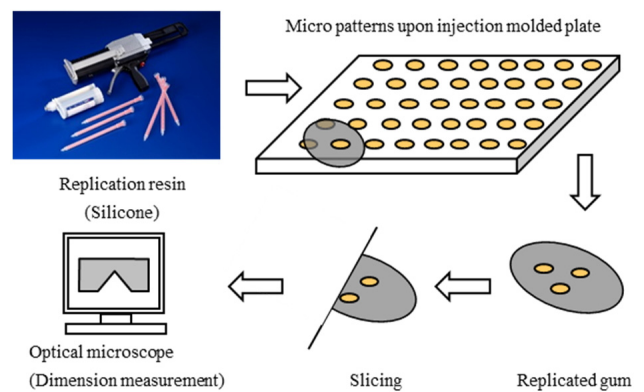 Micro patterns upon injection molded plate
Replication resin
(Silicone)
Optical microscope
(Dimension measurement)
Slicing
Replicated gum